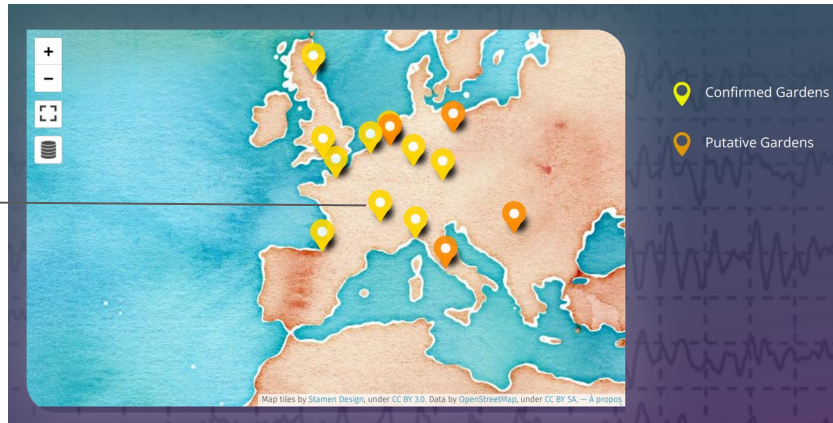 +
−
Confirmed Gardens
Putative Gardens
Map tiles by Stamen Design, under CC BY 3.0. Data by OpenStreetMap, under CC BY SA. — À propos